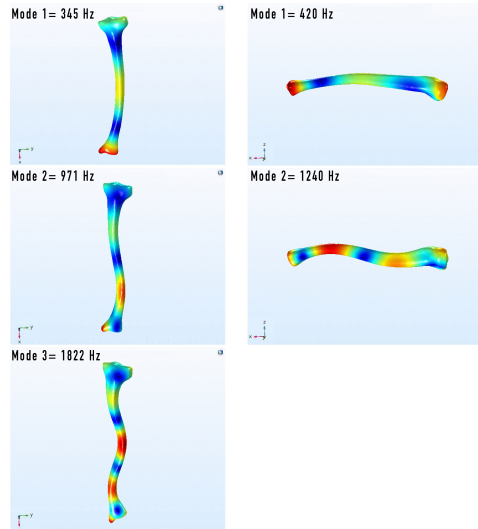 Mode 1= 345 Hz
Mode 1= 420 Hz
Mode 2= 971 Hz
Mode 2= 1240 Hz
Mode 3= 1822 Hz